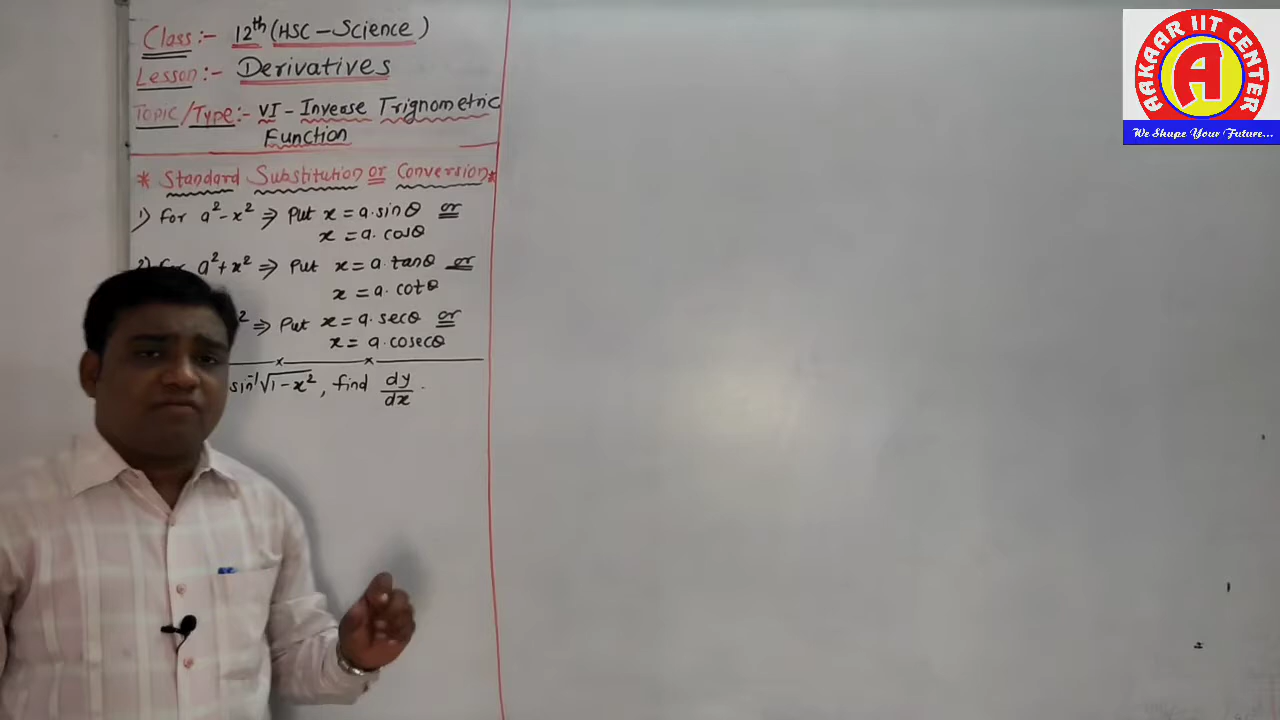 Class:- 12th (HSC - Science)
Lesson:- Derivatives
Topic/Type:- VI - Inverse Trignometric
Function
* Standard Substitution or Conversion *
1) For a² - x² ⇒ Put x = a.sinθ or
x = a.cosθ
2) For a² + x² ⇒ Put x = a.tanθ or
x = a.cotθ
² ⇒ Put x = a.secθ or
x = a.cosecθ
sin⁻¹√1-x², find dy/dx.
AAKAAR IIT CENTER
A
We Shape Your Future...